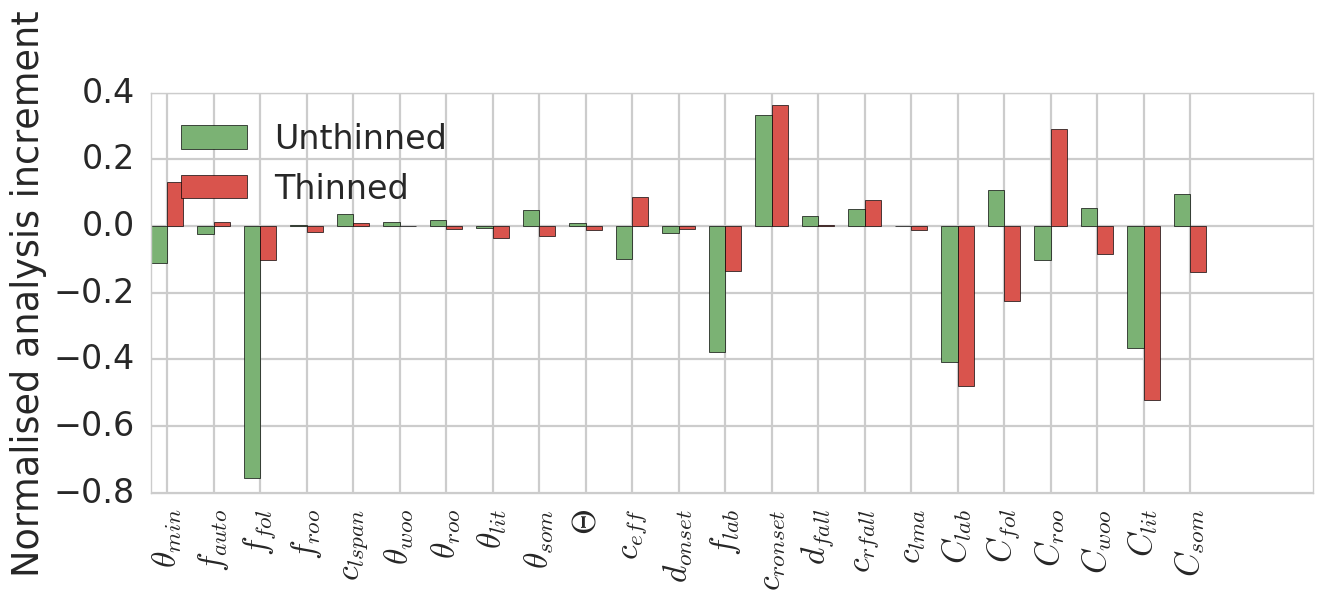 Normalised analysis increment
0.4
0.2
0.0
−0.2
−0.4
−0.6
−0.8
Unthinned
Thinned
θ_min
f_auto
f_fol
f_roo
c_lspan
θ_woo
θ_roo
θ_lit
θ_som
Θ
c_eff
d_onset
f_lab
c_ronset
d_fall
c_rfall
c_lma
C_lab
C_fol
C_roo
C_woo
C_lit
C_som